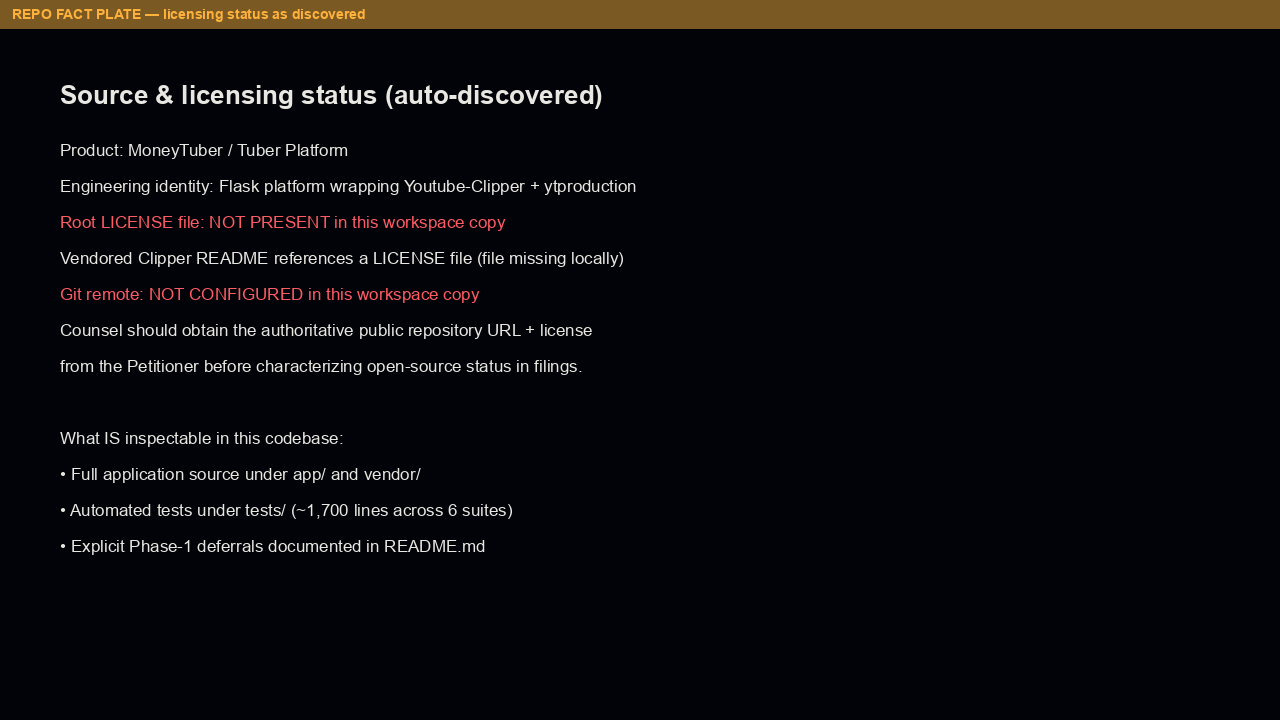 REPO FACT PLATE — licensing status as discovered
Source & licensing status (auto-discovered)
Product: MoneyTuber / Tuber Platform
Engineering identity: Flask platform wrapping Youtube-Clipper + ytproduction
Root LICENSE file: NOT PRESENT in this workspace copy
Vendored Clipper README references a LICENSE file (file missing locally)
Git remote: NOT CONFIGURED in this workspace copy
Counsel should obtain the authoritative public repository URL + license
from the Petitioner before characterizing open-source status in filings.
What IS inspectable in this codebase:
• Full application source under app/ and vendor/
• Automated tests under tests/ (~1,700 lines across 6 suites)
• Explicit Phase-1 deferrals documented in README.md